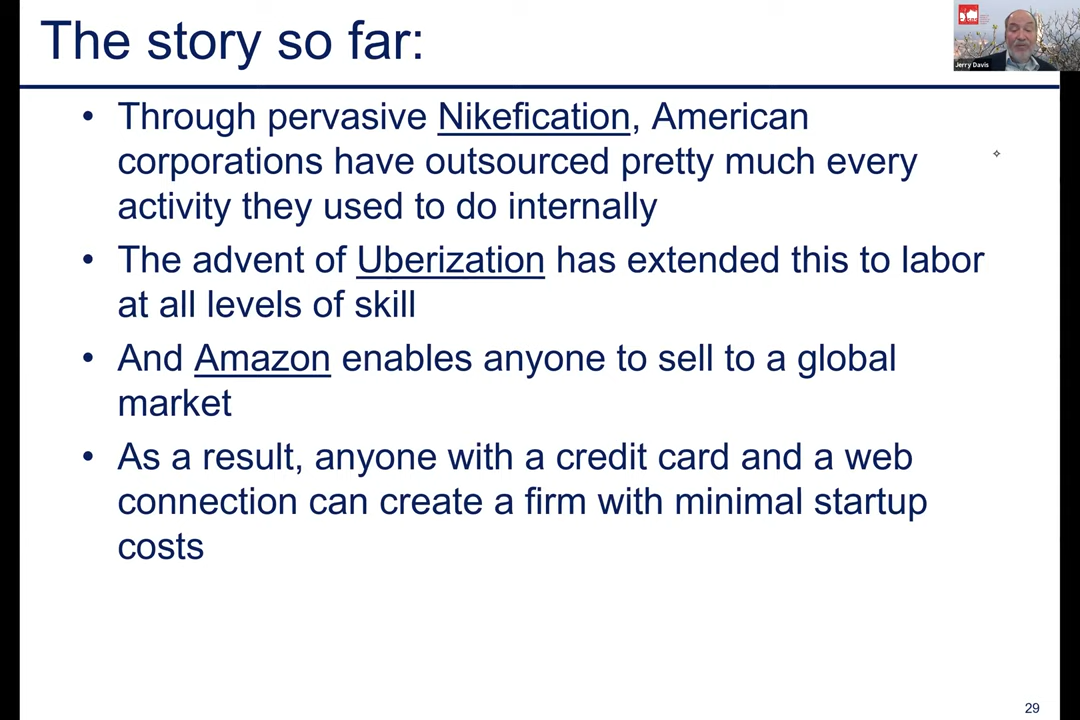 The story so far:
Jerry Davis
• Through pervasive Nikefication, American
corporations have outsourced pretty much every
activity they used to do internally
• The advent of Uberization has extended this to labor
at all levels of skill
• And Amazon enables anyone to sell to a global
market
• As a result, anyone with a credit card and a web
connection can create a firm with minimal startup
costs
29